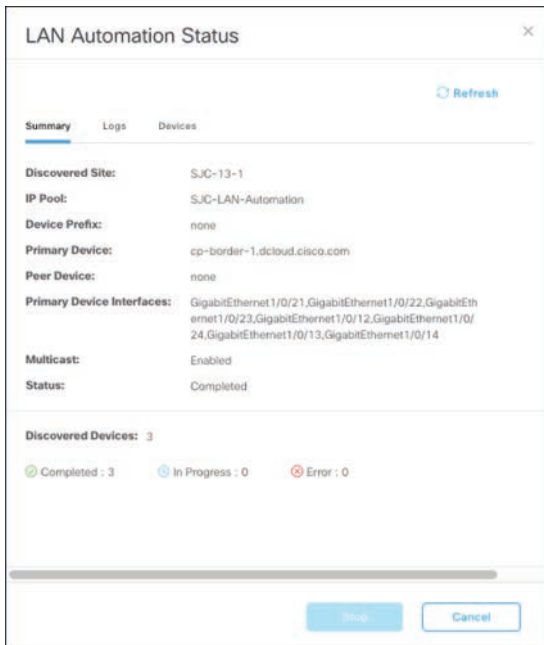 LAN Automation Status
Refresh
Summary Logs Devices
Discovered Site: SJC-13-1
IP Pool: SJC-LAN-Automation
Device Prefix: none
Primary Device: cp-border-1.dcloud.cisco.com
Peer Device: none
Primary Device Interfaces: GigabitEthernet1/0/21,GigabitEthernet1/0/22,GigabitEth
ernet1/0/23,GigabitEthernet1/0/12,GigabitEthernet1/0/
24,GigabitEthernet1/0/13,GigabitEthernet1/0/14
Multicast: Enabled
Status: Completed
Discovered Devices: 3
Completed : 3 In Progress : 0 Error : 0
Stop Cancel